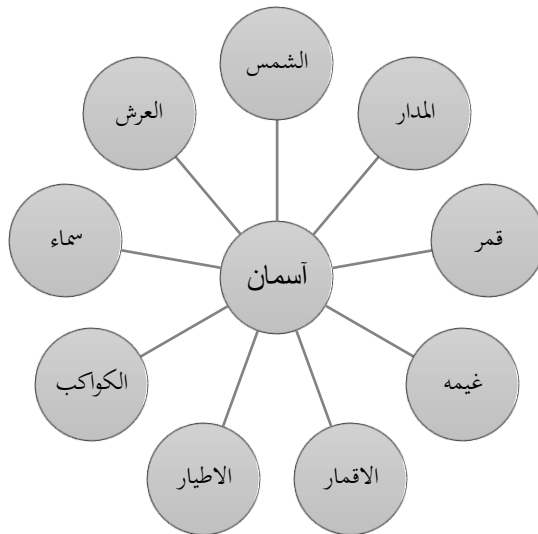 الشمس
المدار
قمر
غيمه
الاقمار
الاطيار
الكواكب
سماء
العرش
آسمان